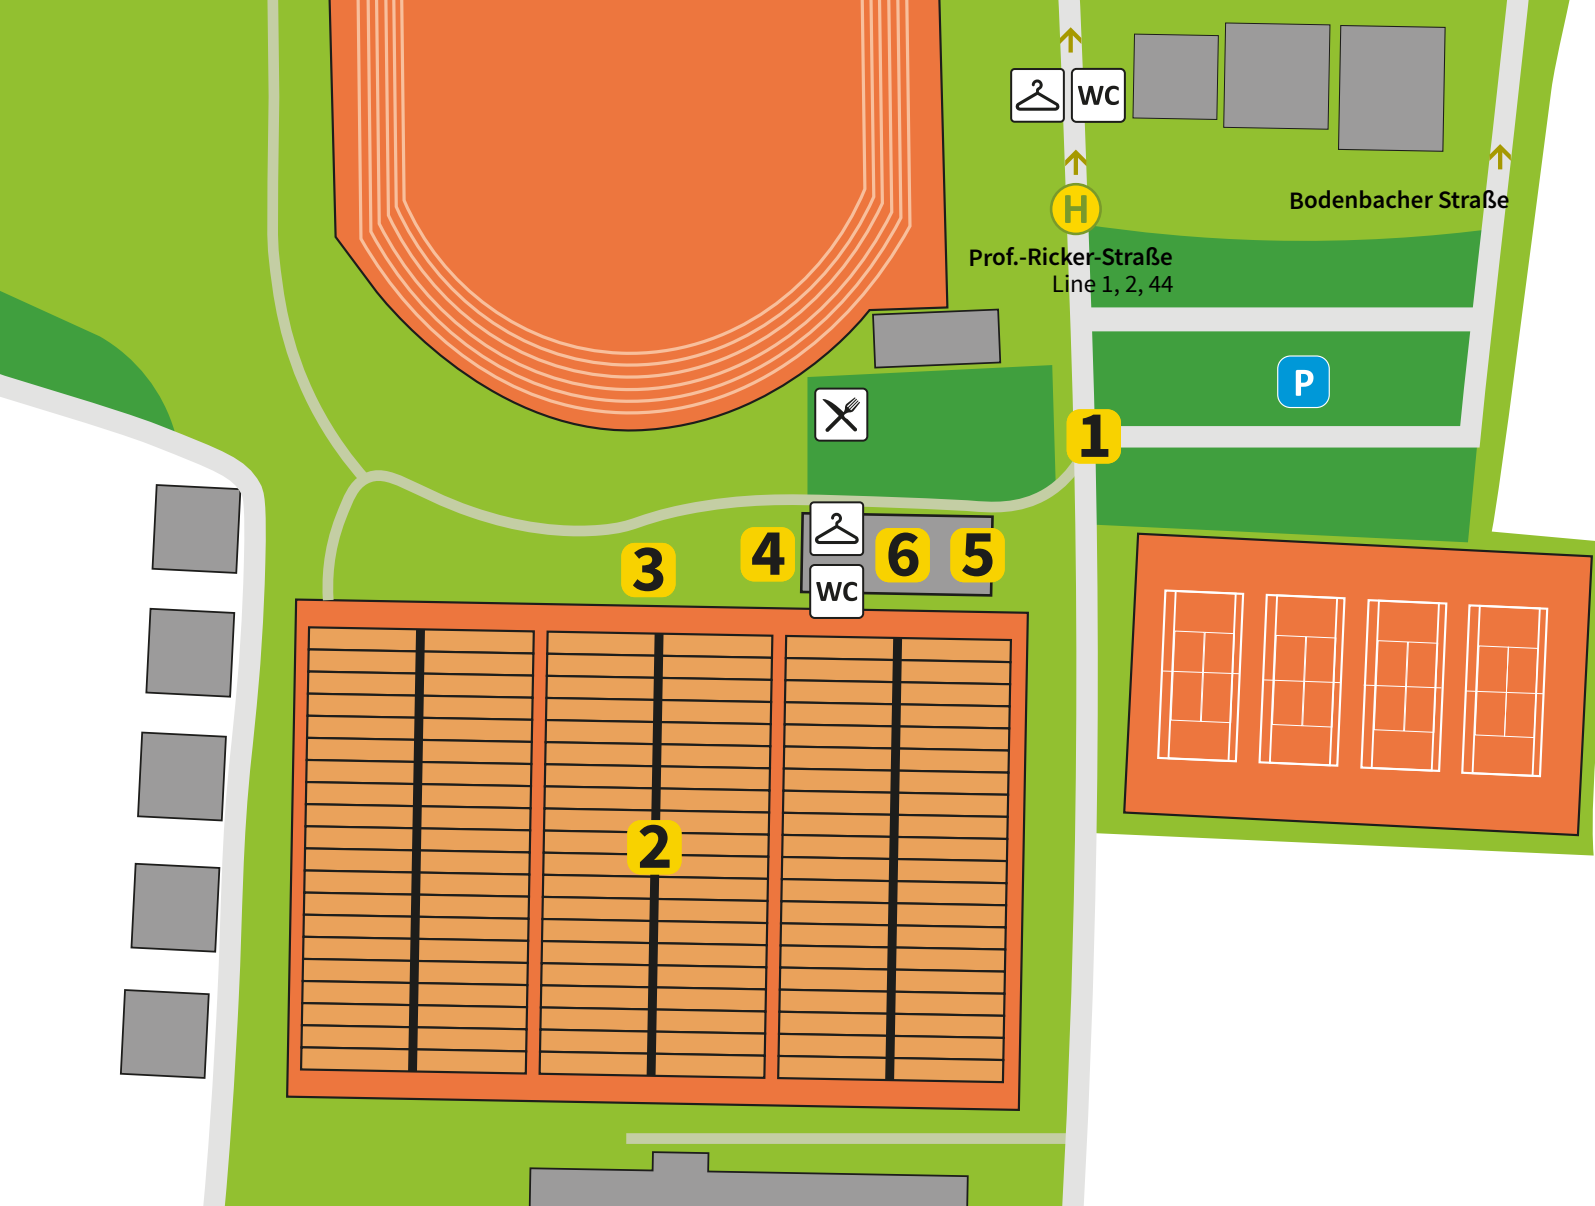 WC
H
Bodenbacher Straße
Prof.-Ricker-Straße
Line 1, 2, 44
P
1
3
4
6
5
WC
2